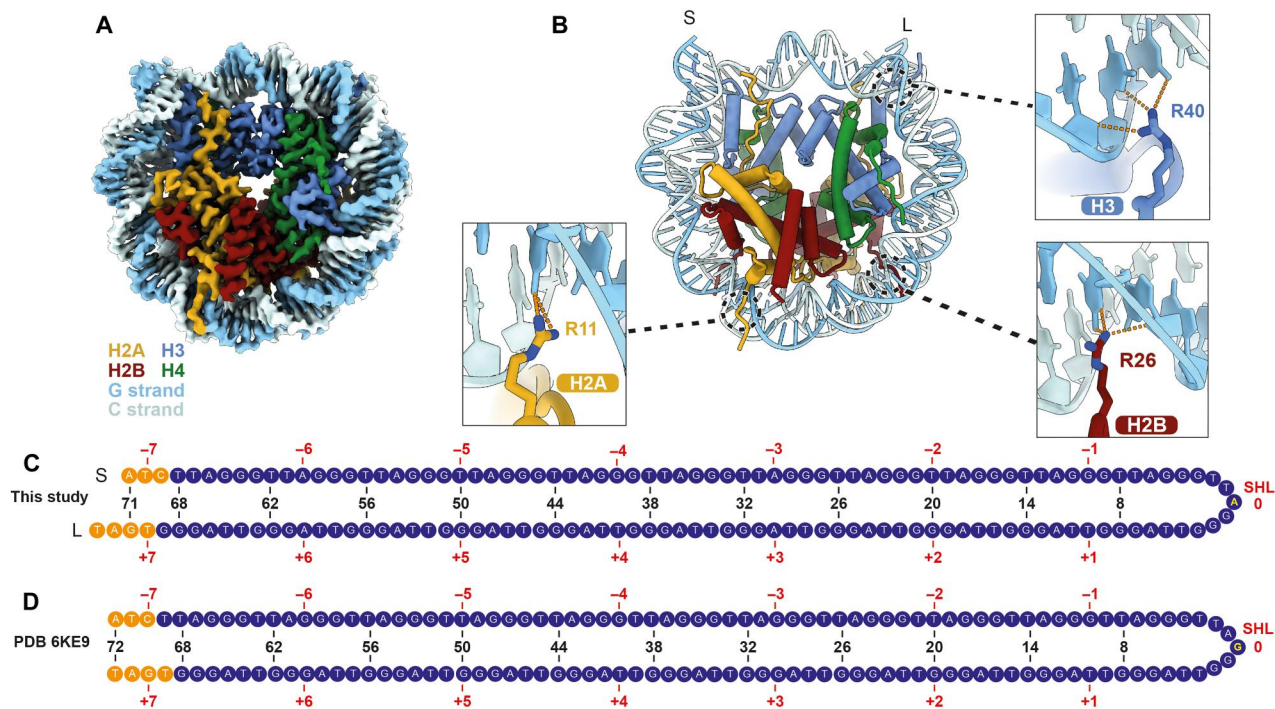 A
B
S
L
R40
H3
R11
H2A
R26
H2B
H2A H3
H2B H4
G strand
C strand
C
–7 –6 –5 –4 –3 –2 –1
S ATCTTAGGGTTAGGGTTAGGGTTAGGGTTAGGGTTAGGGTTAGGGTTAGGGTTAGGGTTAGGGTTAGGGTTA
This study 71 68 62 56 50 44 38 32 26 20 14 8 SHL
0
L TAGTGGGATTGGGATTGGGATTGGGATTGGGATTGGGATTGGGATTGGGATTGGGATTGGGATTGGGATTGGG
+7 +6 +5 +4 +3 +2 +1
D
–7 –6 –5 –4 –3 –2 –1
ATCTTAGGGTTAGGGTTAGGGTTAGGGTTAGGGTTAGGGTTAGGGTTAGGGTTAGGGTTAGGGTTAGGGTTAG
PDB 6KE9 72 68 62 56 50 44 38 32 26 20 14 8 SHL
0
TAGTGGGATTGGGATTGGGATTGGGATTGGGATTGGGATTGGGATTGGGATTGGGATTGGGATTGGGATTGG
+7 +6 +5 +4 +3 +2 +1